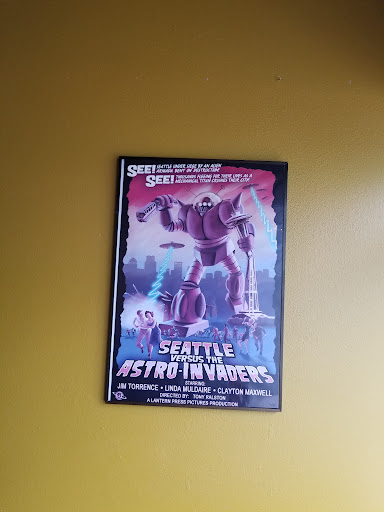 SEE! SEATTLE UNDER SIEGE BY AN ALIEN
ARMADA BENT ON DESTRUCTION!
SEE! THOUSANDS FLEEING FOR THEIR LIVES AS A
MECHANICAL TITAN CRUSHES THEIR CITY!
SEATTLE
VERSUS THE
ASTRO-INVADERS
STARRING:
JIM TORRENCE • LINDA MULDAIRE • CLAYTON MAXWELL
DIRECTED BY: TONY RALSTON
A LANTERN PRESS PICTURES PRODUCTION